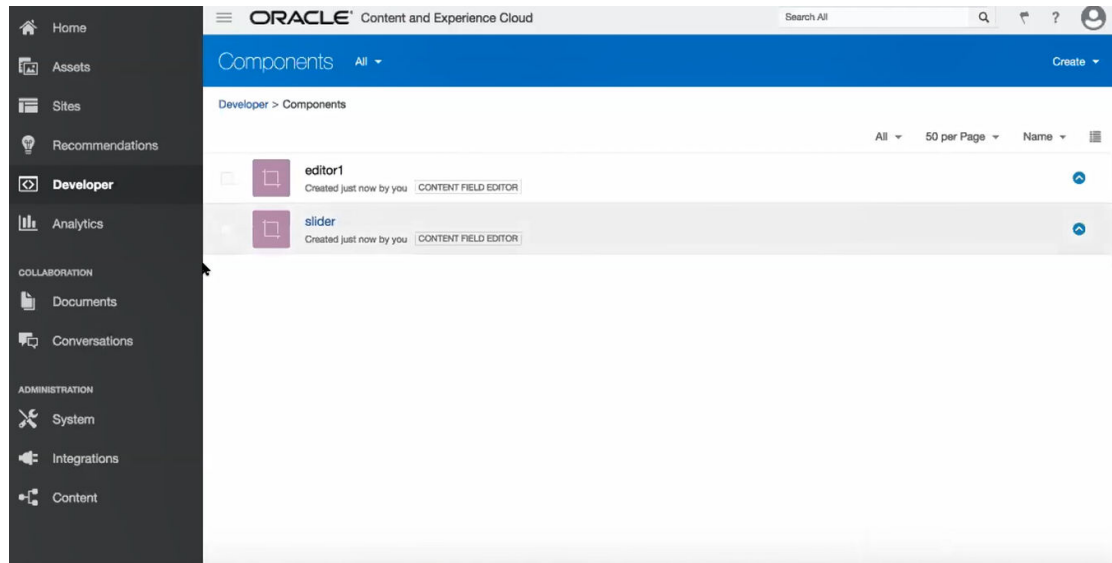 Home
Assets
Sites
Recommendations
Developer
Analytics
COLLABORATION
Documents
Conversations
ADMINISTRATION
System
Integrations
Content
ORACLE® Content and Experience Cloud
Search All
?
Components All
Create
Developer > Components
All 50 per Page Name
editor1
Created just now by you CONTENT FIELD EDITOR
slider
Created just now by you CONTENT FIELD EDITOR